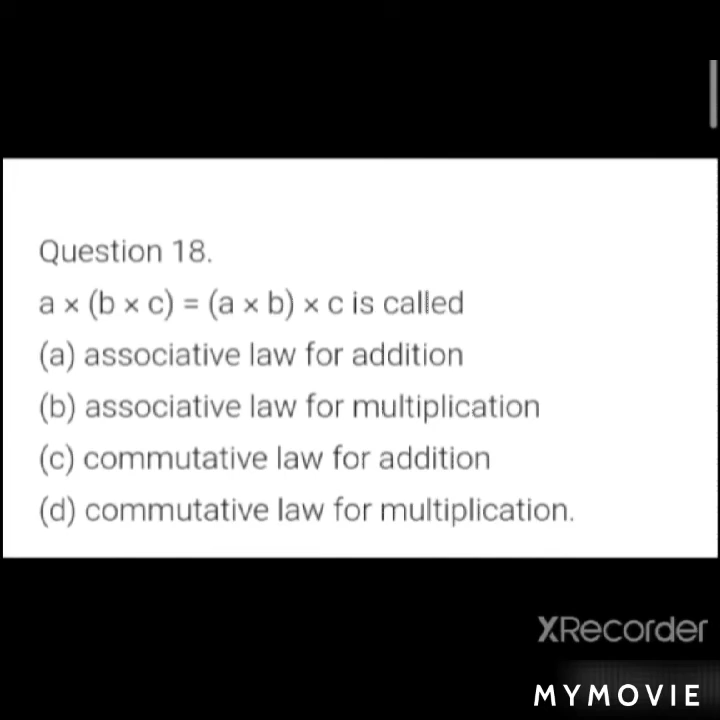 Question 18.
a × (b × c) = (a × b) × c is called
(a) associative law for addition
(b) associative law for multiplication
(c) commutative law for addition
(d) commutative law for multiplication.
XRecorder
MYMOVIE